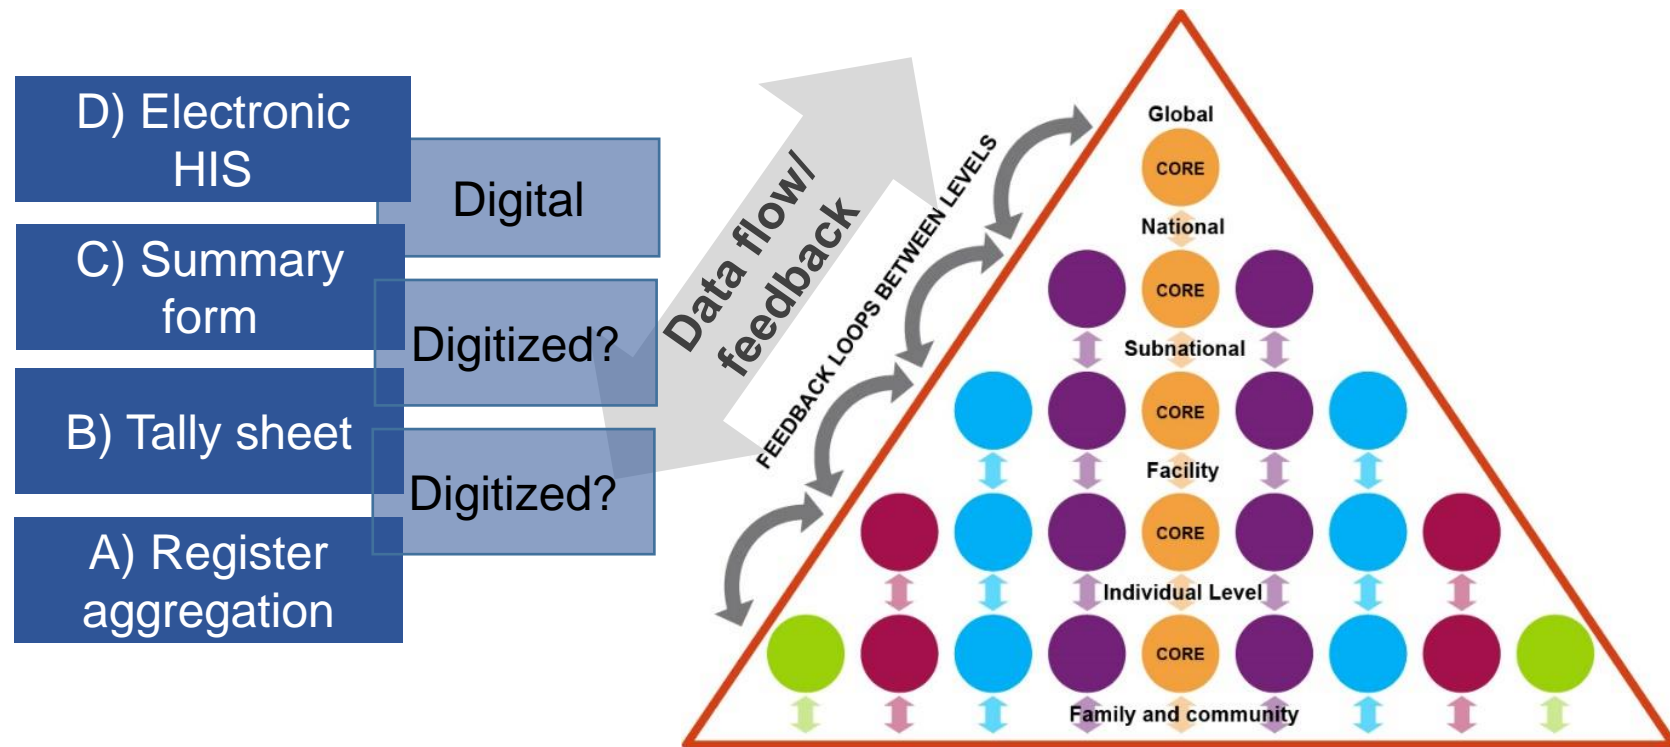 D) Electronic
HIS
Digital
C) Summary
form
Digitized?
B) Tally sheet
Digitized?
A) Register
aggregation
Data flow/
feedback
FEEDBACK LOOPS BETWEEN LEVELS
Global
CORE
National
CORE
Subnational
CORE
Facility
CORE
Individual Level
CORE
Family and community